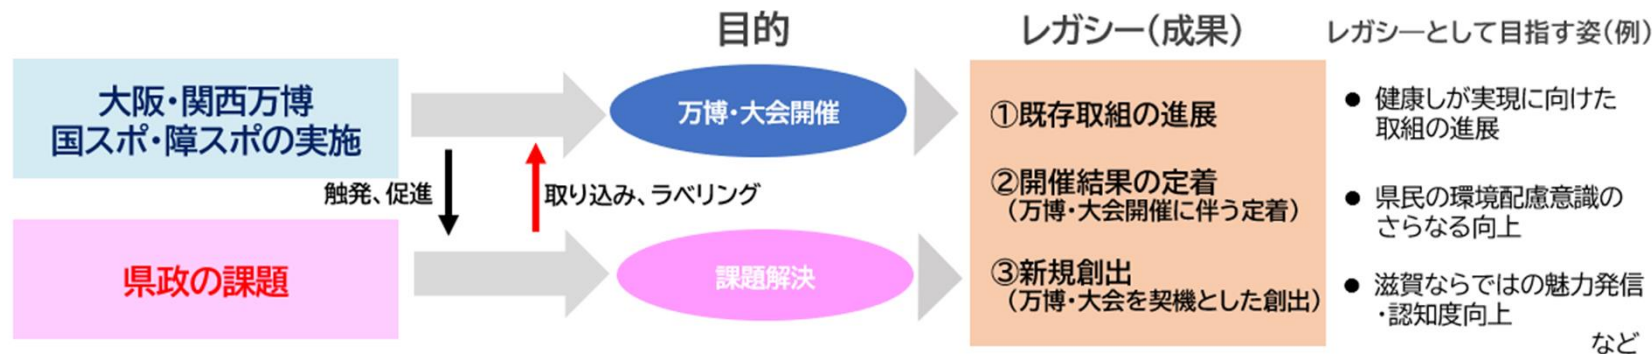 目的
レガシー(成果)
レガシーとして目指す姿(例)
大阪・関西万博
国スポ・障スポの実施
万博・大会開催
触発、促進
取り込み、ラベリング
県政の課題
課題解決
①既存取組の進展
②開催結果の定着
(万博・大会開催に伴う定着)
③新規創出
(万博・大会を契機とした創出)
● 健康しが実現に向けた
取組の進展
● 県民の環境配慮意識の
さらなる向上
● 滋賀ならではの魅力発信
・認知度向上
など